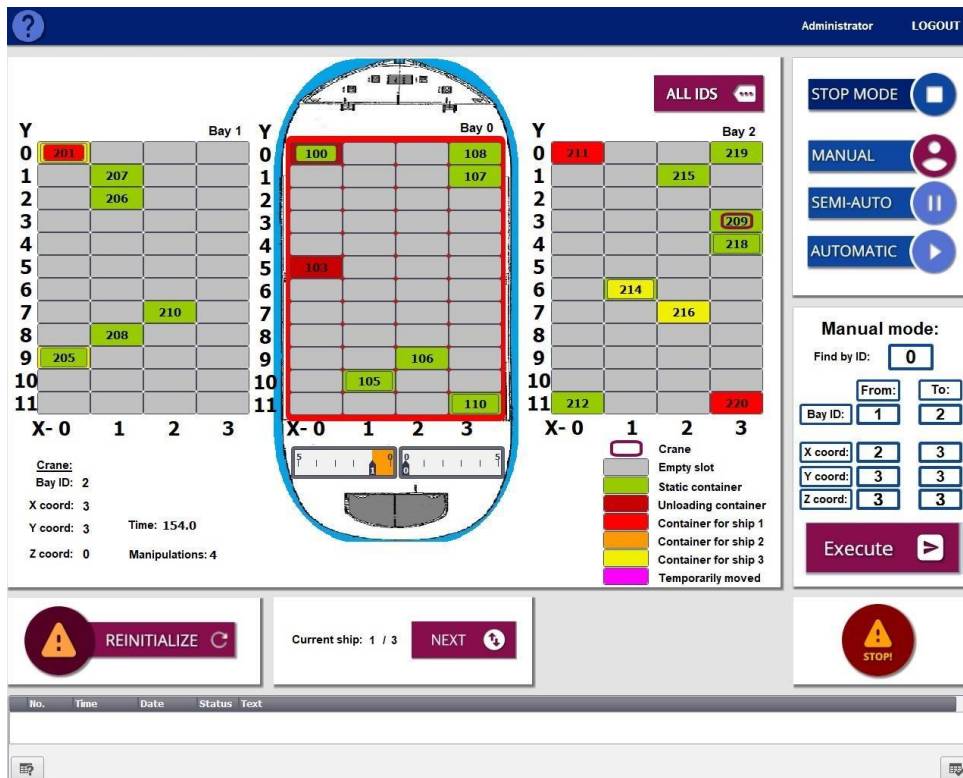 ?
Administrator LOGOUT
ALL IDS
STOP MODE
MANUAL
SEMI-AUTO
AUTOMATIC
Y Bay 1
0 201
1 207
2 206
3
4
5
6
7 210
8 208
9 205
10
11
X- 0 1 2 3
Y Bay 0
0 100 108
1 107
2
3
4
5 103
6
7
8
9 106
10 105
11 110
X- 0 1 2 3
Y Bay 2
0 211 219
1 215
2
3 209
4 218
5
6 214
7 216
8
9
10
11 212 220
X- 0 1 2 3
5 0
1
0 5
0
Crane:
Bay ID: 2
X coord: 3
Y coord: 3
Z coord: 0
Time: 154.0
Manipulations: 4
Crane
Empty slot
Static container
Unloading container
Container for ship 1
Container for ship 2
Container for ship 3
Temporarily moved
Manual mode:
Find by ID: 0
From: To:
Bay ID: 1 2
X coord: 2 3
Y coord: 3 3
Z coord: 3 3
Execute
REINITIALIZE
Current ship: 1 / 3
NEXT
STOP!
No. Time Date Status Text